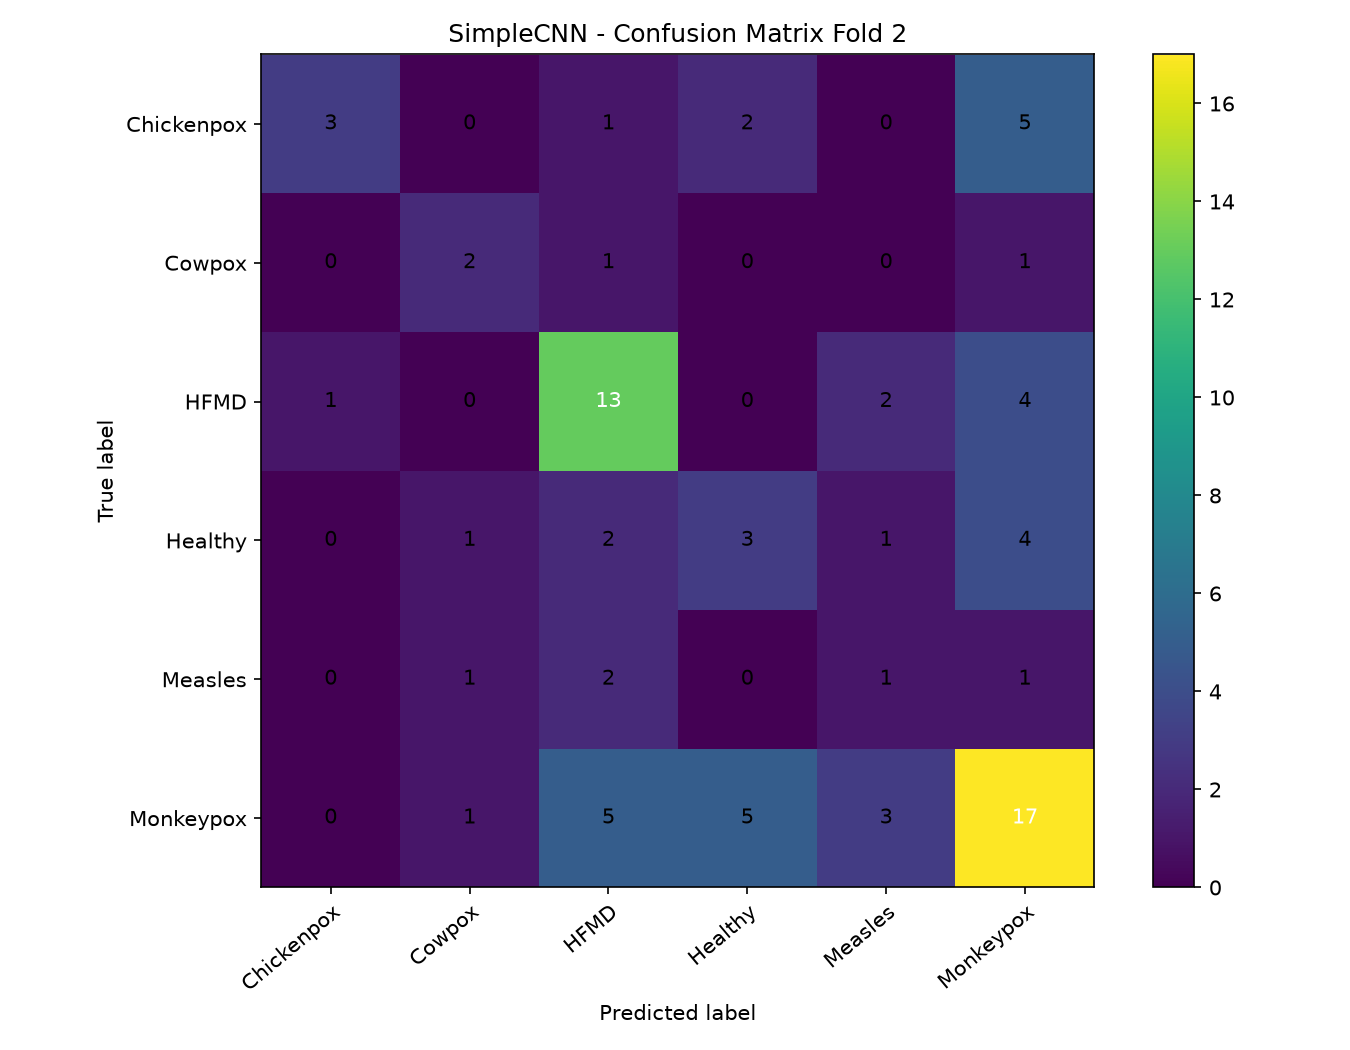 SimpleCNN - Confusion Matrix Fold 2
Chickenpox 3 0 1 2 0 5
Cowpox 0 2 1 0 0 1
HFMD 1 0 13 0 2 4
Healthy 0 1 2 3 1 4
Measles 0 1 2 0 1 1
Monkeypox 0 1 5 5 3 17
Chickenpox Cowpox HFMD Healthy Measles Monkeypox
Predicted label
True label
16
14
12
10
8
6
4
2
0